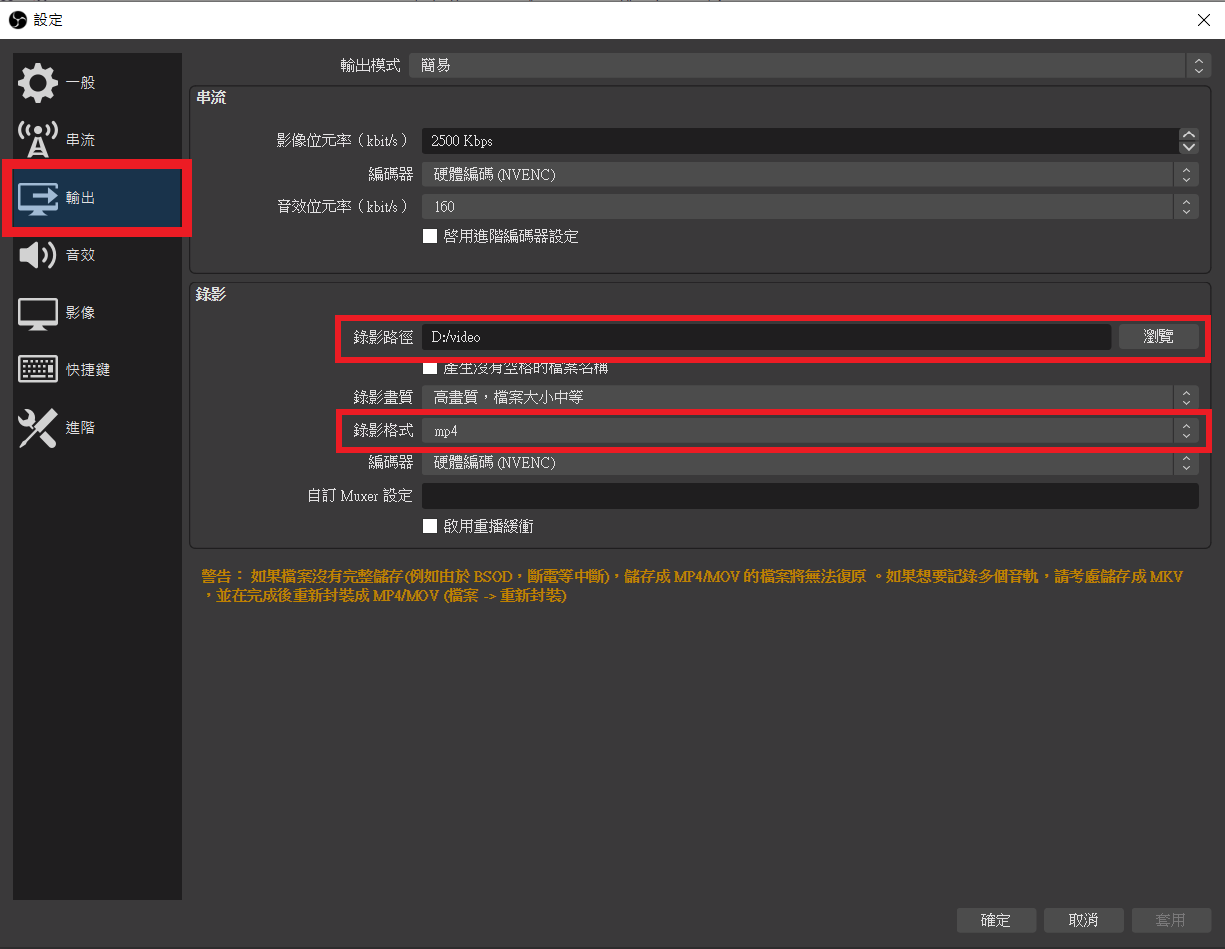 設定
一般
串流
輸出
音效
影像
快捷鍵
進階
輸出模式 簡易
串流
影像位元率（kbit/s） 2500 Kbps
編碼器 硬體編碼 (NVENC)
音效位元率（kbit/s） 160
啓用進階編碼器設定
錄影
錄影路徑 D:/video 瀏覽
產生沒有空格的檔案名稱
錄影畫質 高畫質，檔案大小中等
錄影格式 mp4
編碼器 硬體編碼 (NVENC)
自訂 Muxer 設定
啟用重播緩衝
警告： 如果檔案沒有完整儲存(例如由於 BSOD，斷電等中斷)，儲存成 MP4/MOV 的檔案將無法復原 。如果想要記錄多個音軌，請考慮儲存成 MKV
，並在完成後重新封裝成 MP4/MOV (檔案 -> 重新封裝)
確定 取消 套用